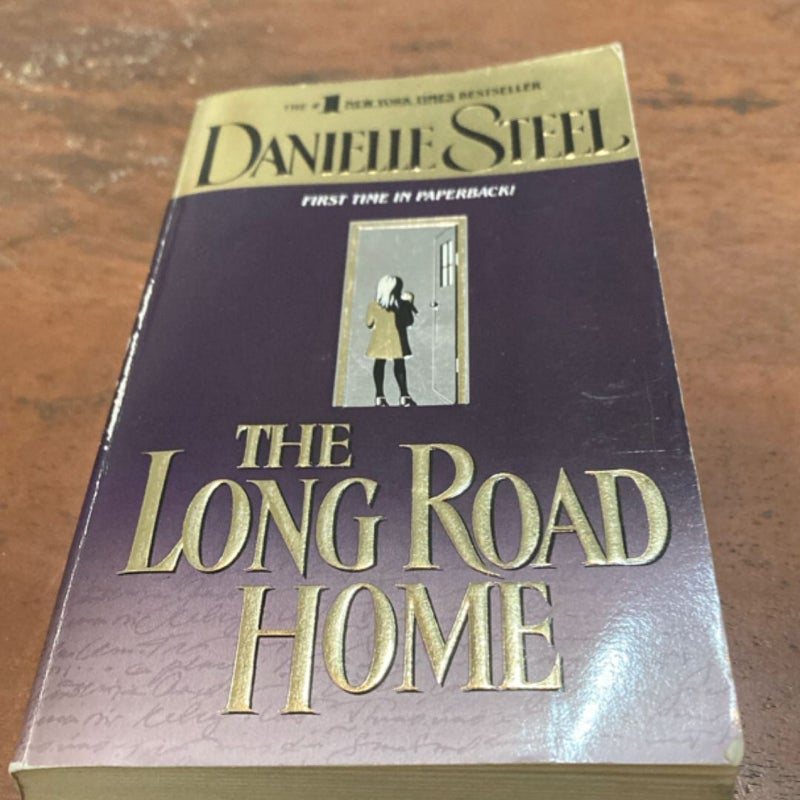 THE #1 NEW YORK TIMES BESTSELLER
DANIELLE STEEL
FIRST TIME IN PAPERBACK!
THE
LONG ROAD
HOME